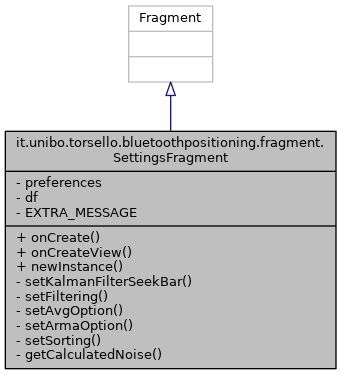 Fragment
it.unibo.torsello.bluetoothpositioning.fragment.
SettingsFragment
- preferences
- df
- EXTRA_MESSAGE
+ onCreate()
+ onCreateView()
+ newInstance()
- setKalmanFilterSeekBar()
- setFiltering()
- setAvgOption()
- setArmaOption()
- setSorting()
- getCalculatedNoise()